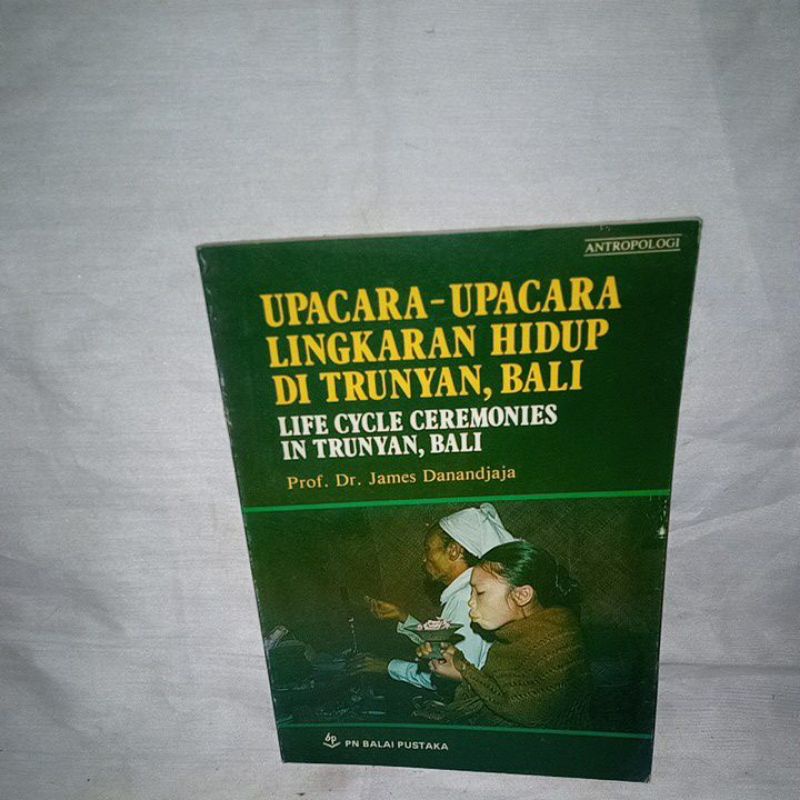 ANTROPOLOGI
UPACARA-UPACARA
LINGKARAN HIDUP
DI TRUNYAN, BALI
LIFE CYCLE CEREMONIES
IN TRUNYAN, BALI
Prof. Dr. James Danandjaja
bp
PN BALAI PUSTAKA